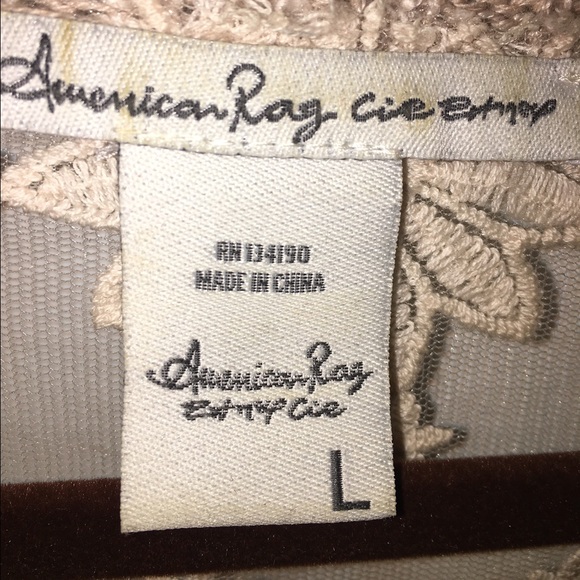 American Rag Cie
RN 134190
MADE IN CHINA
American Rag
Cie
L